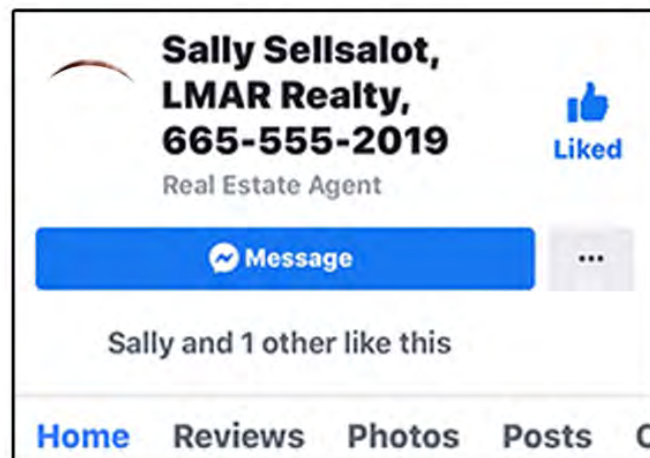 Sally Sellsalot,
LMAR Realty,
665-555-2019
Real Estate Agent
Liked
Message
...
Sally and 1 other like this
Home Reviews Photos Posts